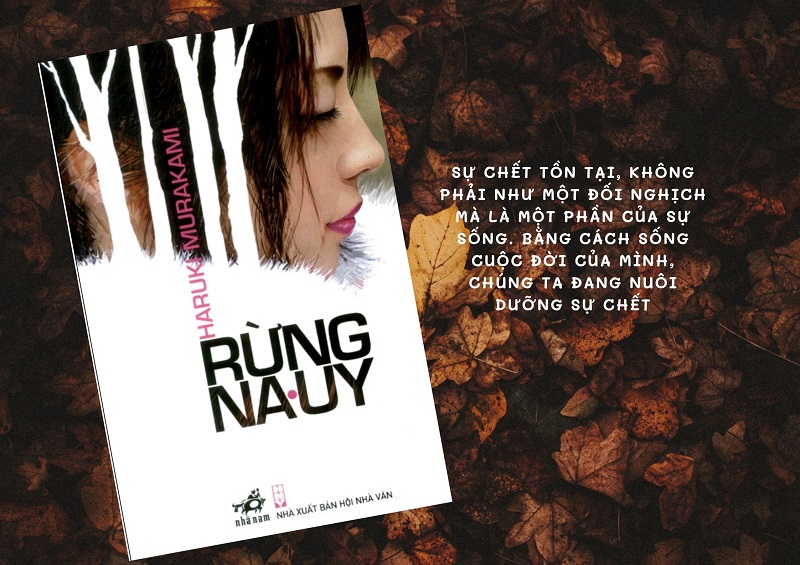 HARUKI MURAKAMI
RỪNG
NA·UY
nhã nam
NHÀ XUẤT BẢN HỘI NHÀ VĂN
SỰ CHẾT TỒN TẠI, KHÔNG
PHẢI NHƯ MỘT ĐỐI NGHỊCH
MÀ LÀ MỘT PHẦN CỦA SỰ
SỐNG. BẰNG CÁCH SỐNG
CUỘC ĐỜI CỦA MÌNH,
CHÚNG TA ĐANG NUÔI
DƯỠNG SỰ CHẾT